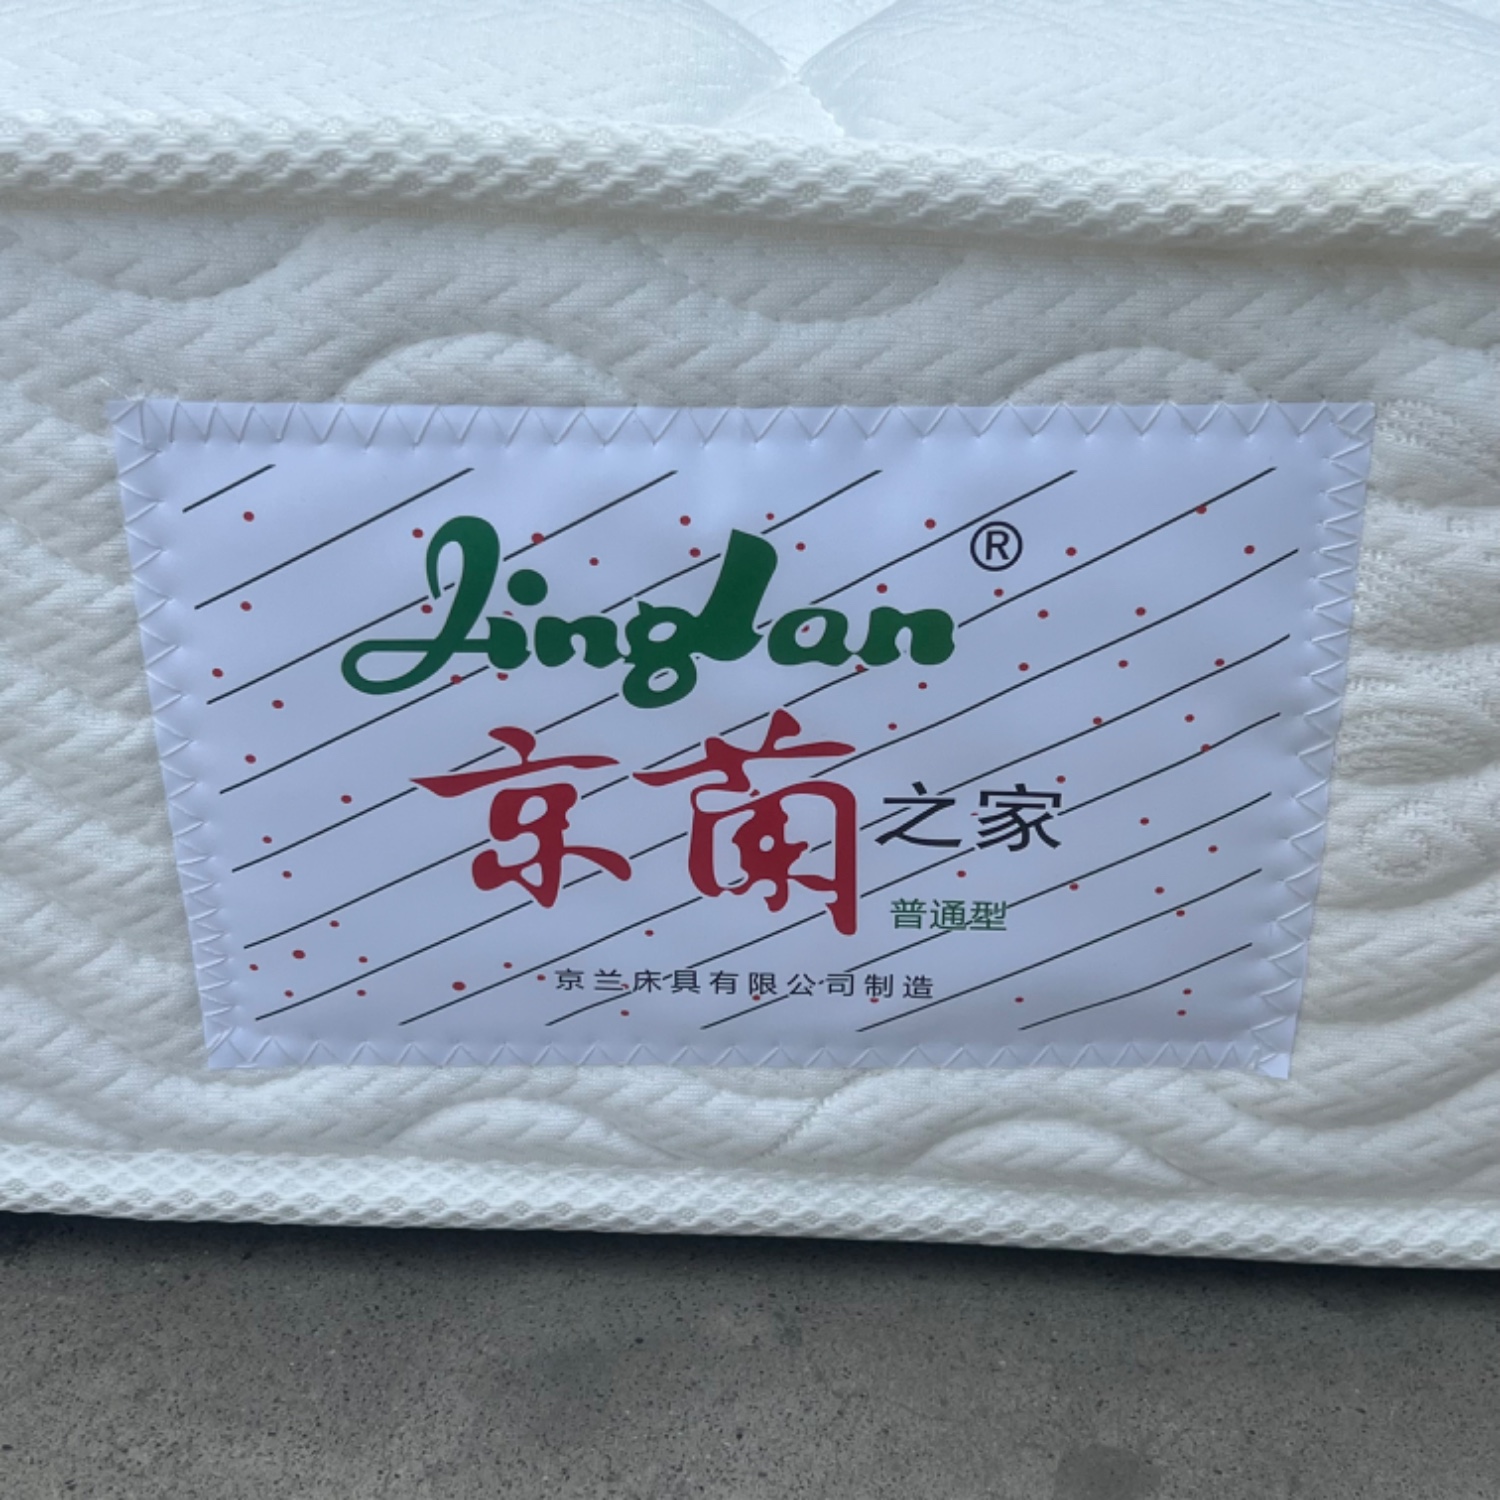 Jinglan®
京蘭之家
普通型
京兰床具有限公司制造